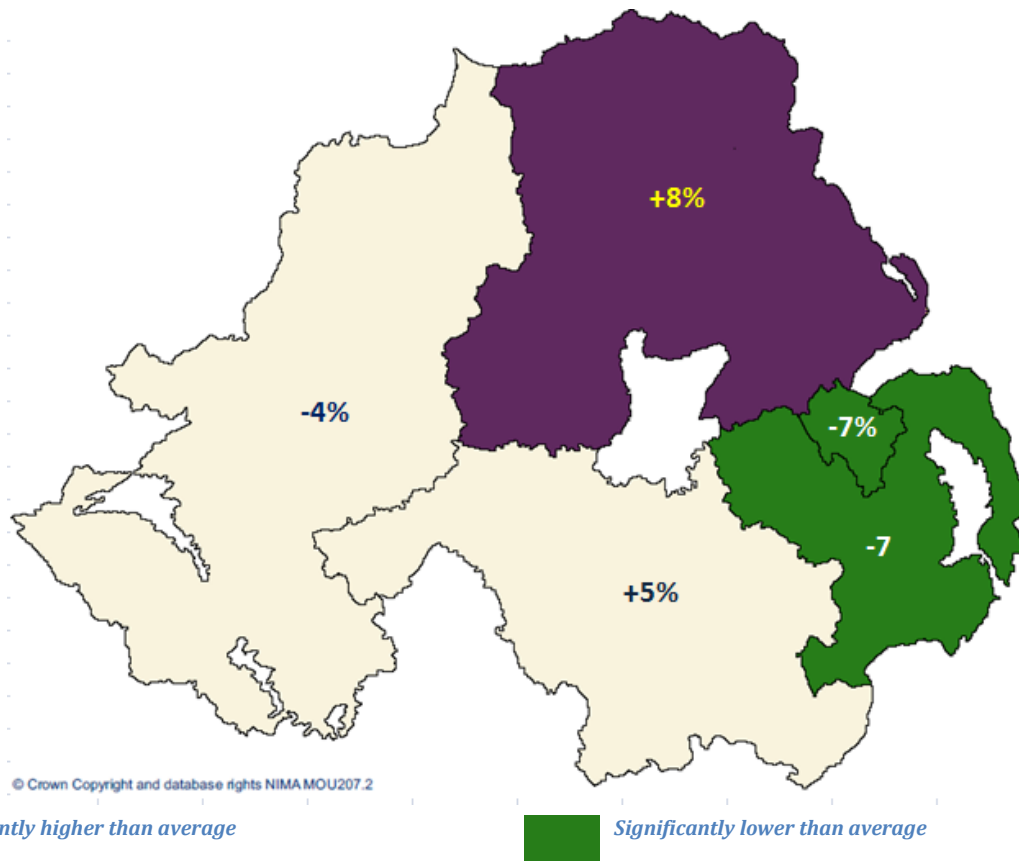 +8%
-4%
-7%
-7
+5%
© Crown Copyright and database rights NIMA MOU207.2
ntly higher than average
Significantly lower than average